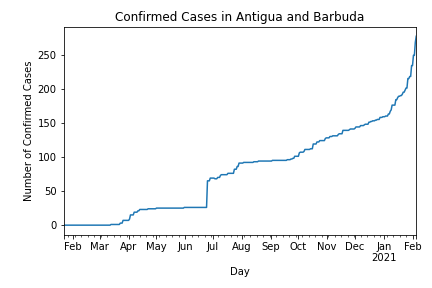 Confirmed Cases in Antigua and Barbuda
Number of Confirmed Cases
250
200
150
100
50
0
Feb Mar Apr May Jun Jul Aug Sep Oct Nov Dec Jan Feb
2021
Day